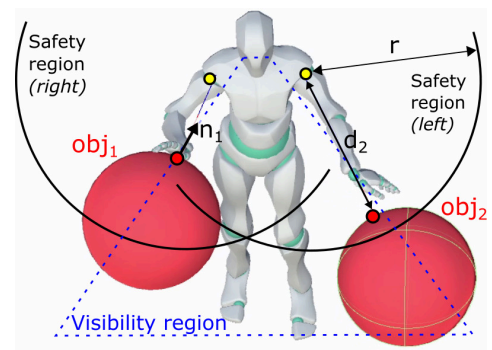 Safety
region
(right)
r
Safety
region
(left)
n₁
obj₁
d₂
obj₂
Visibility region